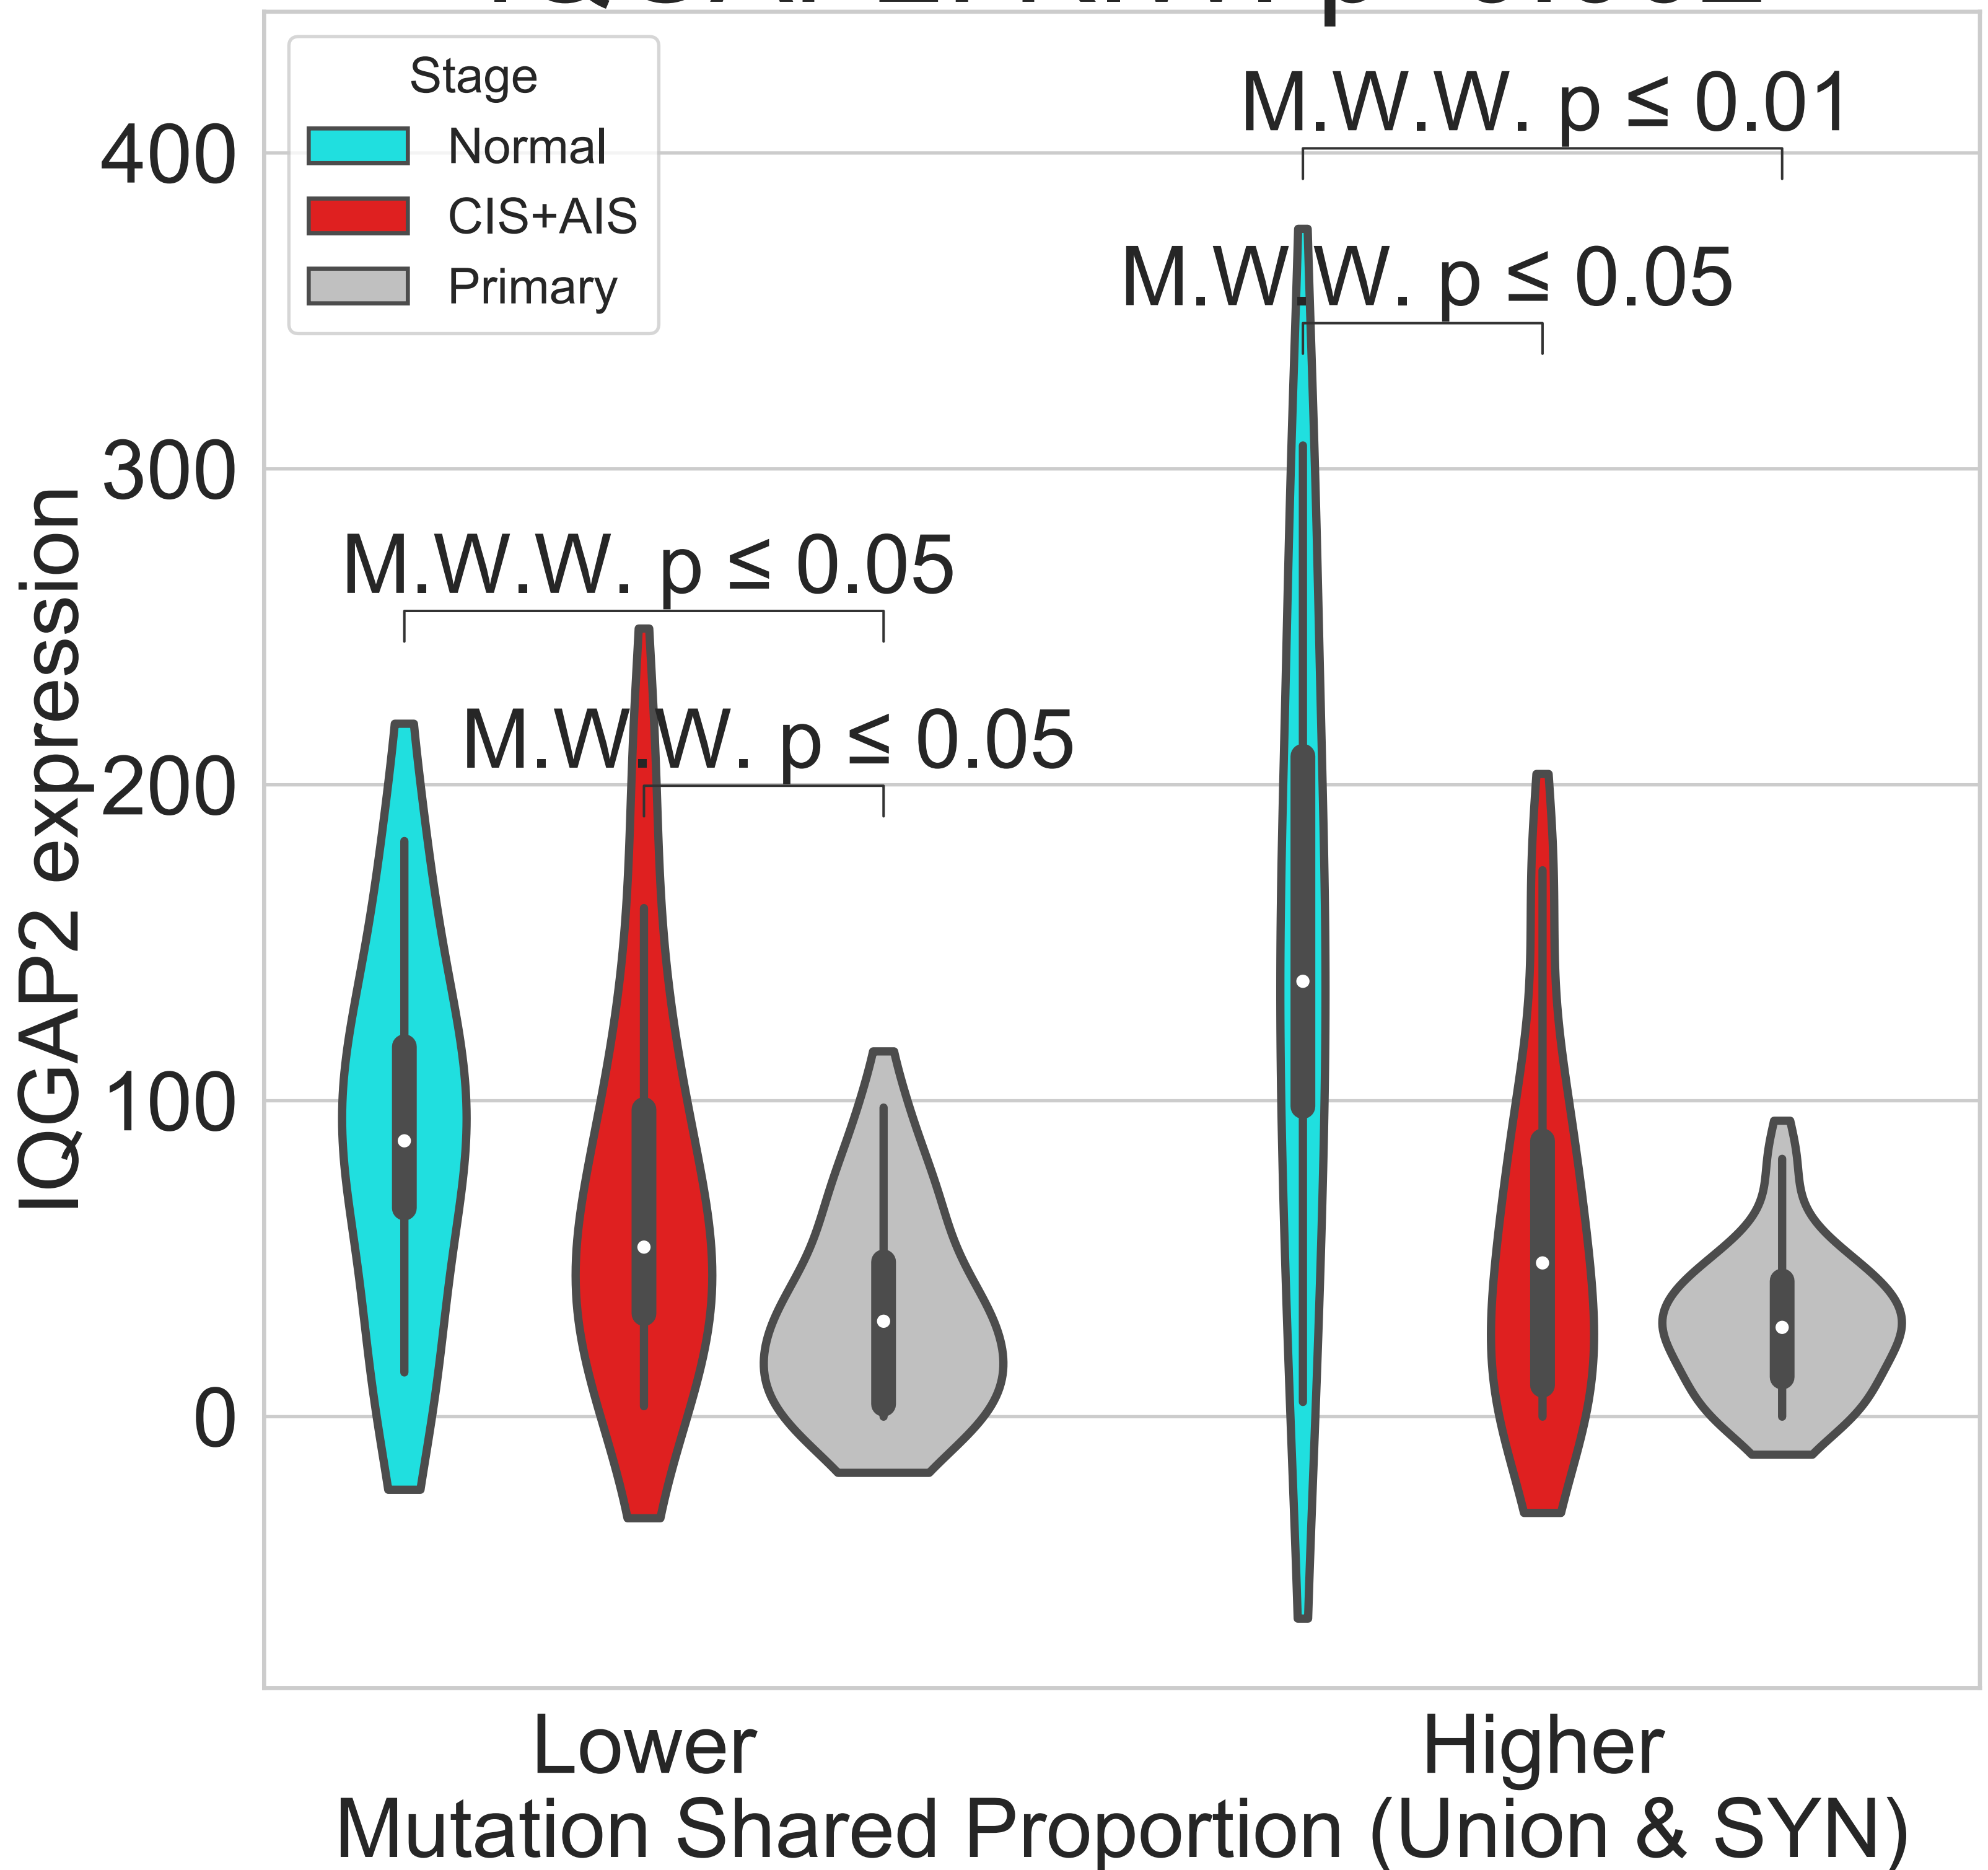 Stage
Normal
CIS+AIS
Primary
M.W.W. p ≤ 0.01
M.W.W. p ≤ 0.05
M.W.W. p ≤ 0.05
M.W.W. p ≤ 0.05
400
300
200
100
0
IQGAP2 expression
Lower
Higher
Mutation Shared Proportion (Union & SYN)